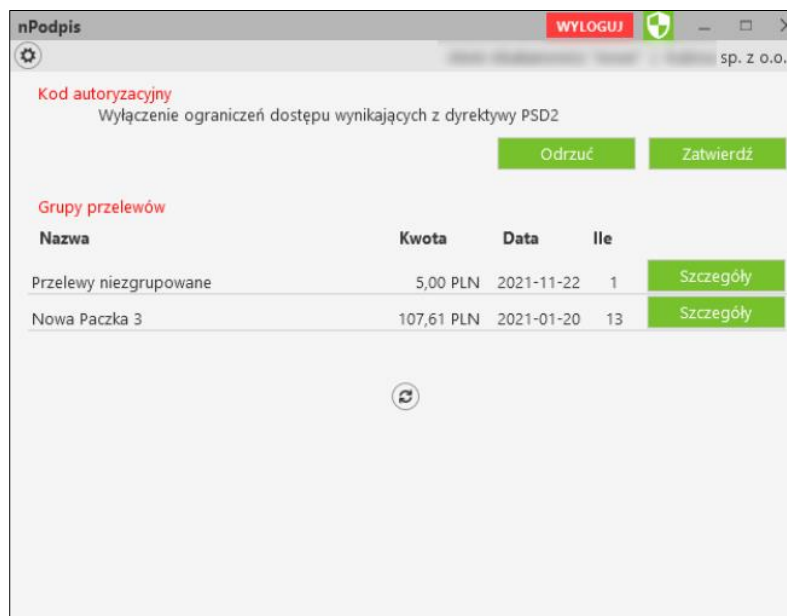 nPodpis WYLOGUJ
sp. z o.o.
Kod autoryzacyjny
Wyłączenie ograniczeń dostępu wynikających z dyrektywy PSD2
Odrzuć Zatwierdź
Grupy przelewów
Nazwa Kwota Data Ile
Przelewy niezgrupowane 5,00 PLN 2021-11-22 1 Szczegóły
Nowa Paczka 3 107,61 PLN 2021-01-20 13 Szczegóły